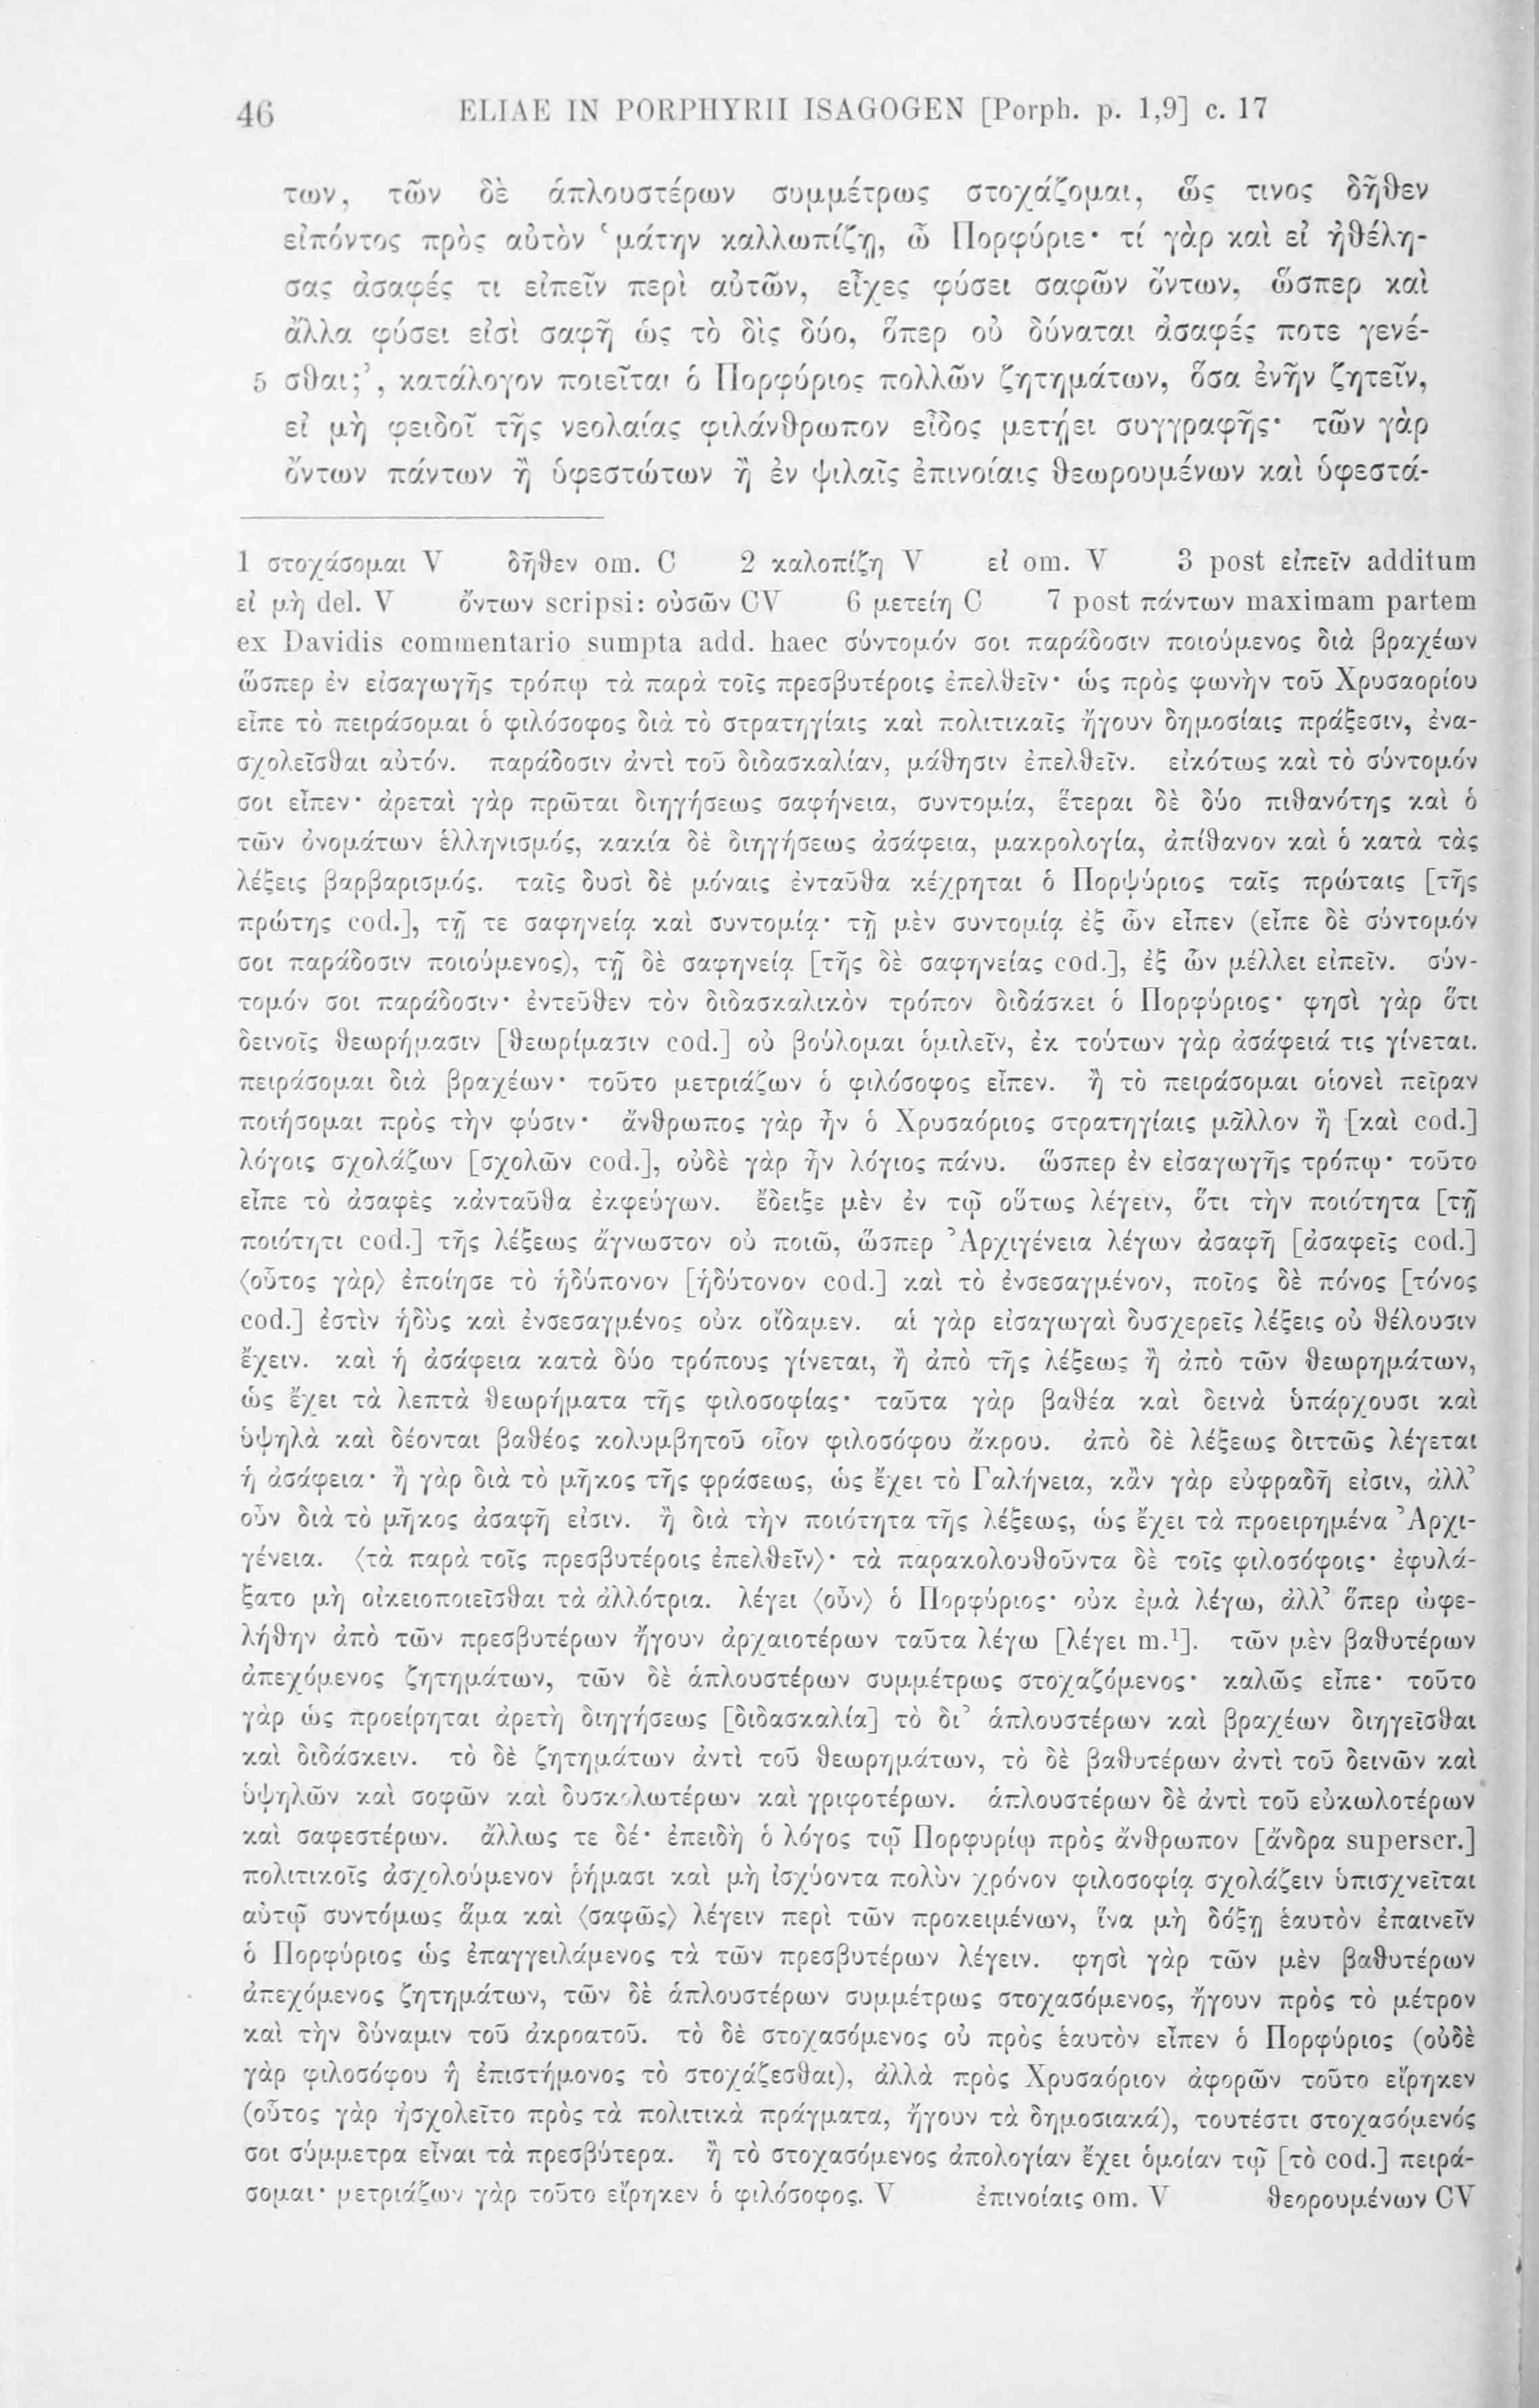 46 ELIAE IN PORPHYRII ISAGOGEN [Porph. p. 1,9] c. 17
των, τῶν δὲ ἁπλουστέρων συμμέτρως στοχάζομαι, ὥς τινος δῆθεν
εἰπόντος πρὸς αὐτὸν ‘μάτην καλλωπίζῃ, ὦ Πορφύριε· τί γὰρ καὶ εἰ ἠθέλη-
σας ἀσαφές τι εἰπεῖν περὶ αὐτῶν, εἶχες φύσει σαφῶν ὄντων, ὥσπερ καὶ
ἄλλα φύσει εἰσὶ σαφῆ ὡς τὸ δὶς δύο, ὅπερ οὐ δύναται ἀσαφές ποτε γενέ-
5 σθαι;’, κατάλογον ποιεῖται ὁ Πορφύριος πολλῶν ζητημάτων, ὅσα ἐνῆν ζητεῖν,
εἰ μὴ φειδοῖ τῆς νεολαίας φιλάνθρωπον εἶδος μετῄει συγγραφῆς· τῶν γὰρ
ὄντων πάντων ἢ ὑφεστώτων ἢ ἐν ψιλαῖς ἐπινοίαις θεωρουμένων καὶ ὑφεστά-
1 στοχάσομαι V δῆθεν om. C 2 καλοπίζη V εἰ om. V 3 post εἰπεῖν additum
εἰ μὴ del. V ὄντων scripsi: οὐσῶν CV 6 μετείη C 7 post πάντων maximam partem
ex Davidis commentario sumpta add. haec σύντομόν σοι παράδοσιν ποιούμενος διὰ βραχέων
ὥσπερ ἐν εἰσαγωγῆς τρόπῳ τὰ παρὰ τοῖς πρεσβυτέροις ἐπελθεῖν· ὡς πρὸς φωνὴν τοῦ Χρυσαορίου
εἶπε τὸ πειράσομαι ὁ φιλόσοφος διὰ τὸ στρατηγίαις καὶ πολιτικαῖς ἤγουν δημοσίαις πράξεσιν, ἐνα-
σχολεῖσθαι αὐτόν. παράδοσιν ἀντὶ τοῦ διδασκαλίαν, μάθησιν ἐπελθεῖν. εἰκότως καὶ τὸ σύντομόν
σοι εἶπεν· ἀρεταὶ γὰρ πρῶται διηγήσεως σαφήνεια, συντομία, ἕτεραι δὲ δύο πιθανότης καὶ ὁ
τῶν ὀνομάτων ἑλληνισμός, κακία δὲ διηγήσεως ἀσάφεια, μακρολογία, ἀπίθανον καὶ ὁ κατὰ τὰς
λέξεις βαρβαρισμός. ταῖς δυσὶ δὲ μόναις ἐνταῦθα κέχρηται ὁ Πορφύριος ταῖς πρώταις [τῆς
πρώτης cod.], τῇ τε σαφηνείᾳ καὶ συντομίᾳ· τῇ μὲν συντομίᾳ ἐξ ὧν εἶπεν (εἶπε δὲ σύντομόν
σοι παράδοσιν ποιούμενος), τῇ δὲ σαφηνείᾳ [τῆς δὲ σαφηνείας cod.], ἐξ ὧν μέλλει εἰπεῖν. σύν-
τομόν σοι παράδοσιν· ἐντεῦθεν τὸν διδασκαλικὸν τρόπον διδάσκει ὁ Πορφύριος· φησὶ γὰρ ὅτι
δεινοῖς θεωρήμασιν [θεωρίμασιν cod.] οὐ βούλομαι ὁμιλεῖν, ἐκ τούτων γὰρ ἀσάφειά τις γίνεται.
πειράσομαι διὰ βραχέων· τοῦτο μετριάζων ὁ φιλόσοφος εἶπεν. ἢ τὸ πειράσομαι οἱονεὶ πεῖραν
ποιήσομαι πρὸς τὴν φύσιν· ἄνθρωπος γὰρ ἦν ὁ Χρυσαόριος στρατηγίαις μᾶλλον ἢ [καὶ cod.]
λόγοις σχολάζων [σχολῶν cod.], οὐδὲ γὰρ ἦν λόγιος πάνυ. ὥσπερ ἐν εἰσαγωγῆς τρόπῳ· τοῦτο
εἶπε τὸ ἀσαφὲς κἀνταῦθα ἐκφεύγων. ἔδειξε μὲν ἐν τῷ οὕτως λέγειν, ὅτι τὴν ποιότητα [τῇ
ποιότητι cod.] τῆς λέξεως ἄγνωστον οὐ ποιῶ, ὥσπερ Ἀρχιγένεια λέγων ἀσαφῆ [ἀσαφεῖς cod.]
⟨οὗτος γὰρ⟩ ἐποίησε τὸ ἡδύπονον [ἡδύτονον cod.] καὶ τὸ ἐνσεσαγμένον, ποῖος δὲ πόνος [τόνος
cod.] ἐστὶν ἡδὺς καὶ ἐνσεσαγμένος οὐκ οἴδαμεν. αἱ γὰρ εἰσαγωγαὶ δυσχερεῖς λέξεις οὐ θέλουσιν
ἔχειν. καὶ ἡ ἀσάφεια κατὰ δύο τρόπους γίνεται, ἢ ἀπὸ τῆς λέξεως ἢ ἀπὸ τῶν θεωρημάτων,
ὡς ἔχει τὰ λεπτὰ θεωρήματα τῆς φιλοσοφίας· ταῦτα γὰρ βαθέα καὶ δεινὰ ὑπάρχουσι καὶ
ὑψηλὰ καὶ δέονται βαθέος κολυμβητοῦ οἷον φιλοσόφου ἄκρου. ἀπὸ δὲ λέξεως διττῶς λέγεται
ἡ ἀσάφεια· ἢ γὰρ διὰ τὸ μῆκος τῆς φράσεως, ὡς ἔχει τὸ Γαλήνεια, κἂν γὰρ εὐφραδῆ εἰσιν, ἀλλ’
οὖν διὰ τὸ μῆκος ἀσαφῆ εἰσιν. ἢ διὰ τὴν ποιότητα τῆς λέξεως, ὡς ἔχει τὰ προειρημένα Ἀρχι-
γένεια. ⟨τὰ παρὰ τοῖς πρεσβυτέροις ἐπελθεῖν⟩· τὰ παρακολουθοῦντα δὲ τοῖς φιλοσόφοις· ἐφυλά-
ξατο μὴ οἰκειοποιεῖσθαι τὰ ἀλλότρια. λέγει ⟨οὖν⟩ ὁ Πορφύριος· οὐκ ἐμὰ λέγω, ἀλλ’ ὅπερ ὠφε-
λήθην ἀπὸ τῶν πρεσβυτέρων ἤγουν ἀρχαιοτέρων ταῦτα λέγω [λέγει m.¹]. τῶν μὲν βαθυτέρων
ἀπεχόμενος ζητημάτων, τῶν δὲ ἁπλουστέρων συμμέτρως στοχαζόμενος· καλῶς εἶπε· τοῦτο
γὰρ ὡς προείρηται ἀρετὴ διηγήσεως [διδασκαλία] τὸ δι’ ἁπλουστέρων καὶ βραχέων διηγεῖσθαι
καὶ διδάσκειν. τὸ δὲ ζητημάτων ἀντὶ τοῦ θεωρημάτων, τὸ δὲ βαθυτέρων ἀντὶ τοῦ δεινῶν καὶ
ὑψηλῶν καὶ σοφῶν καὶ δυσκολωτέρων καὶ γριφοτέρων. ἁπλουστέρων δὲ ἀντὶ τοῦ εὐκωλοτέρων
καὶ σαφεστέρων. ἄλλως τε δέ· ἐπειδὴ ὁ λόγος τῷ Πορφυρίῳ πρὸς ἄνθρωπον [ἄνδρα superscr.]
πολιτικοῖς ἀσχολούμενον ῥήμασι καὶ μὴ ἰσχύοντα πολὺν χρόνον φιλοσοφίᾳ σχολάζειν ὑπισχνεῖται
αὐτῷ συντόμως ἅμα καὶ ⟨σαφῶς⟩ λέγειν περὶ τῶν προκειμένων, ἵνα μὴ δόξῃ ἑαυτὸν ἐπαινεῖν
ὁ Πορφύριος ὡς ἐπαγγειλάμενος τὰ τῶν πρεσβυτέρων λέγειν. φησὶ γὰρ τῶν μὲν βαθυτέρων
ἀπεχόμενος ζητημάτων, τῶν δὲ ἁπλουστέρων συμμέτρως στοχασόμενος, ἤγουν πρὸς τὸ μέτρον
καὶ τὴν δύναμιν τοῦ ἀκροατοῦ. τὸ δὲ στοχασόμενος οὐ πρὸς ἑαυτὸν εἶπεν ὁ Πορφύριος (οὐδὲ
γὰρ φιλοσόφου ἢ ἐπιστήμονος τὸ στοχάζεσθαι), ἀλλὰ πρὸς Χρυσαόριον ἀφορῶν τοῦτο εἴρηκεν
(οὗτος γὰρ ἠσχολεῖτο πρὸς τὰ πολιτικὰ πράγματα, ἤγουν τὰ δημοσιακά), τουτέστι στοχασόμενός
σοι σύμμετρα εἶναι τὰ πρεσβύτερα. ἢ τὸ στοχασόμενος ἀπολογίαν ἔχει ὁμοίαν τῷ [τὸ cod.] πειρά-
σομαι· μετριάζων γὰρ τοῦτο εἴρηκεν ὁ φιλόσοφος. V ἐπινοίαις om. V θεορουμένων CV